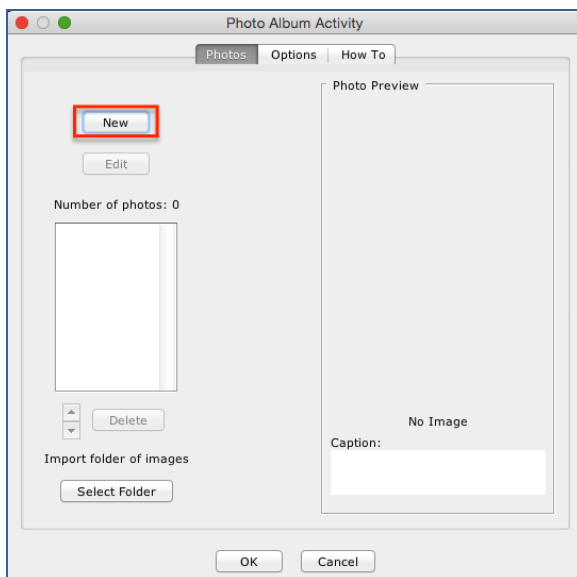 Photo Album Activity
Photos Options How To
New
Edit
Number of photos: 0
Delete
Import folder of images
Select Folder
Photo Preview
No Image
Caption:
OK Cancel